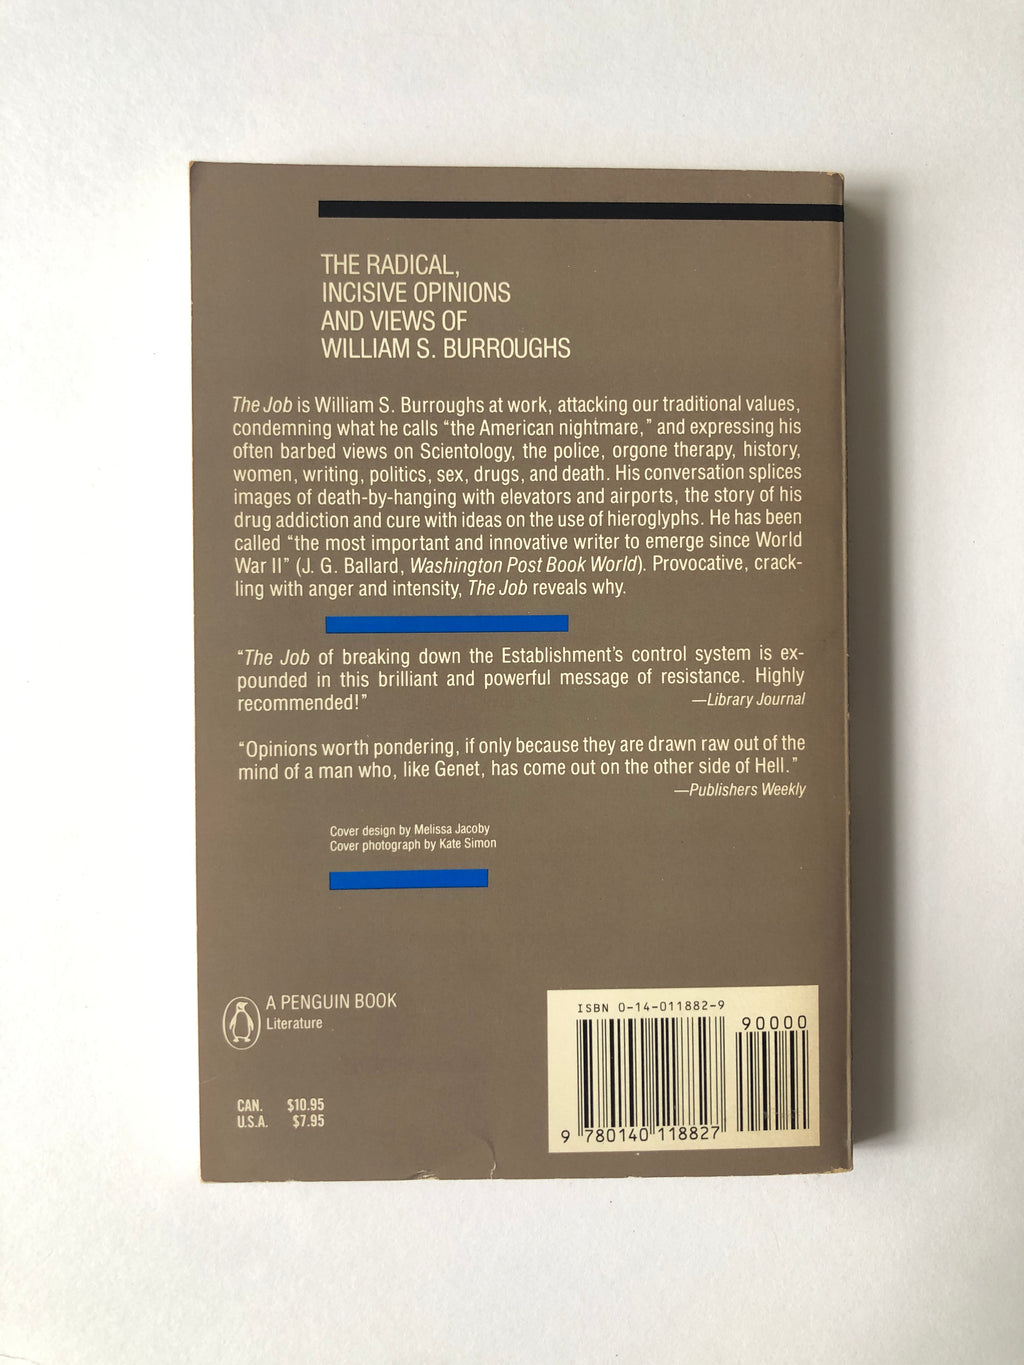 THE RADICAL,
INCISIVE OPINIONS
AND VIEWS OF
WILLIAM S. BURROUGHS
The Job is William S. Burroughs at work, attacking our traditional values,
condemning what he calls “the American nightmare,” and expressing his
often barbed views on Scientology, the police, orgone therapy, history,
women, writing, politics, sex, drugs, and death. His conversation splices
images of death-by-hanging with elevators and airports, the story of his
drug addiction and cure with ideas on the use of hieroglyphs. He has been
called “the most important and innovative writer to emerge since World
War II” (J. G. Ballard, Washington Post Book World). Provocative, crack-
ling with anger and intensity, The Job reveals why.
“The Job of breaking down the Establishment’s control system is ex-
pounded in this brilliant and powerful message of resistance. Highly
recommended!” —Library Journal
“Opinions worth pondering, if only because they are drawn raw out of the
mind of a man who, like Genet, has come out on the other side of Hell.”
—Publishers Weekly
Cover design by Melissa Jacoby
Cover photograph by Kate Simon
A PENGUIN BOOK
Literature
CAN. $10.95
U.S.A. $7.95
ISBN 0-14-011882-9
90000
9 780140 118827